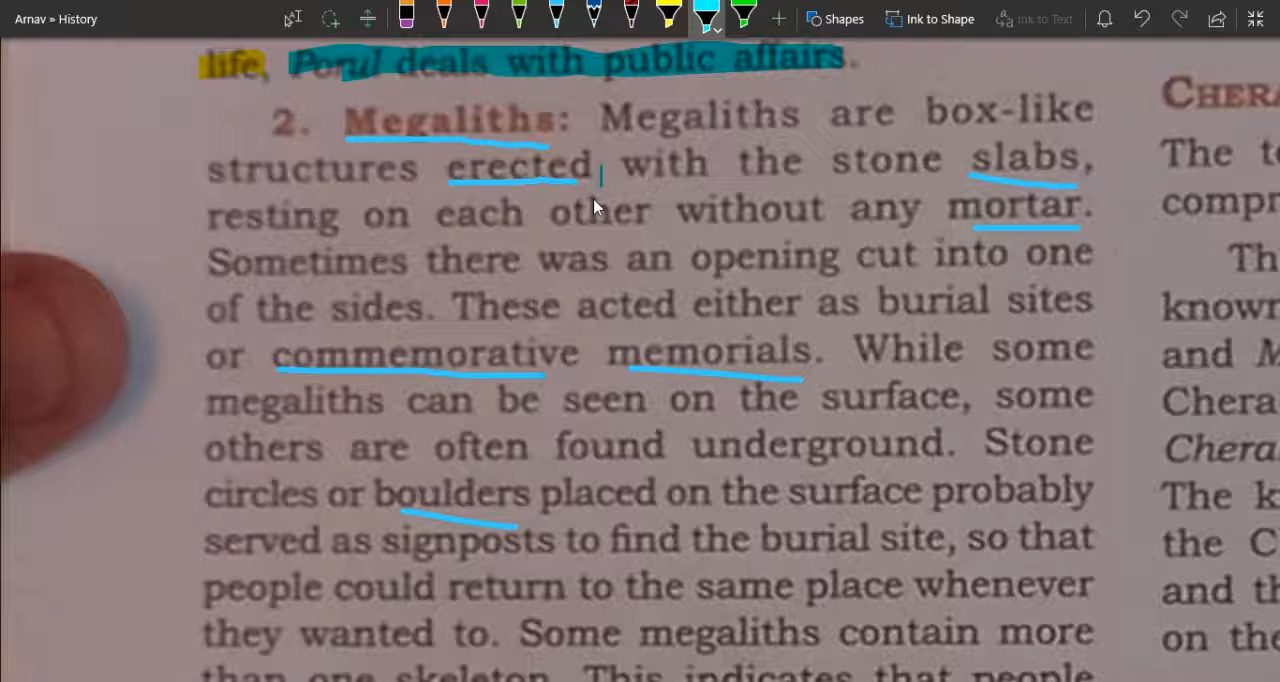 Arnav » History
Shapes
Ink to Shape
Ink to Text
life, Porul deals with public affairs.
2. Megaliths: Megaliths are box-like
structures erected with the stone slabs,
resting on each other without any mortar.
Sometimes there was an opening cut into one
of the sides. These acted either as burial sites
or commemorative memorials. While some
megaliths can be seen on the surface, some
others are often found underground. Stone
circles or boulders placed on the surface probably
served as signposts to find the burial site, so that
people could return to the same place whenever
they wanted to. Some megaliths contain more
than one skeleton. This indicates that people
CHERA
The t
compr
Th
known
and M
Chera
Chera
The k
the C
and th
on the